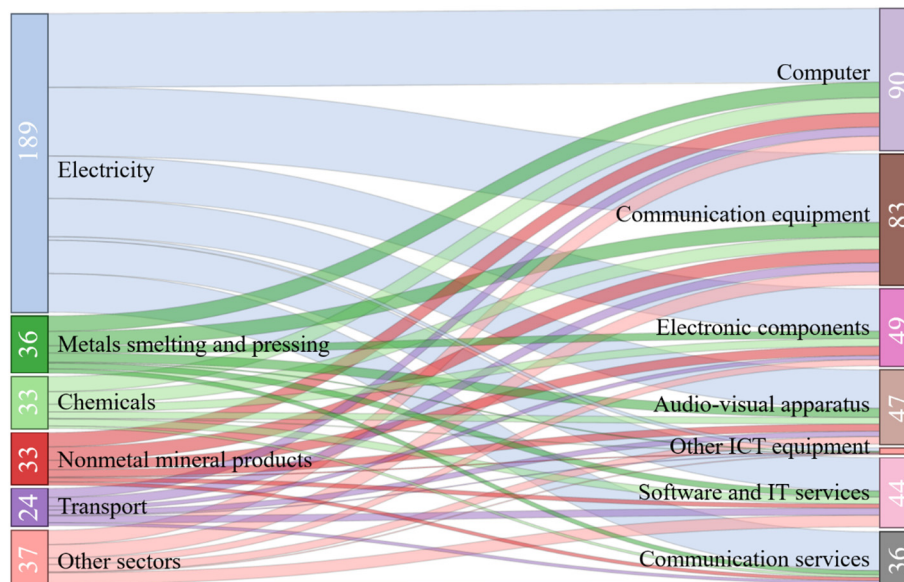 189
Electricity
36
Metals smelting and pressing
33
Chemicals
33
Nonmetal mineral products
24
Transport
37
Other sectors
Computer
90
Communication equipment
83
Electronic components
49
Audio-visual apparatus
47
Other ICT equipment
Software and IT services
44
Communication services
36